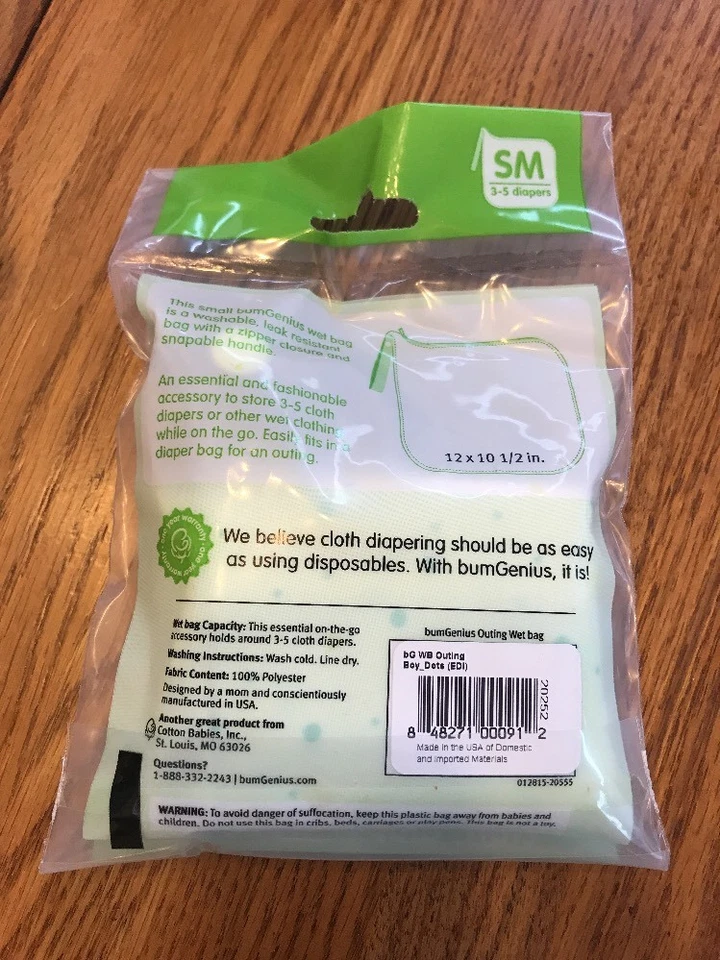 SM
3-5 diapers
This small bumGenius wet bag
is a washable, leak resistant
bag with a zipper closure and
snapable handle.
An essential and fashionable
accessory to store 3-5 cloth
diapers or other wet clothing
while on the go. Easily fits in a
diaper bag for an outing.
12 x 10 1/2 in.
one year warranty · one year warranty ·
We believe cloth diapering should be as easy
as using disposables. With bumGenius, it is!
Wet bag Capacity: This essential on-the-go
accessory holds around 3-5 cloth diapers.
Washing Instructions: Wash cold. Line dry.
Fabric Content: 100% Polyester
Designed by a mom and conscientiously
manufactured in USA.
Another great product from
Cotton Babies, Inc.,
St. Louis, MO 63026
Questions?
1-888-332-2243 | bumGenius.com
bumGenius Outing Wet bag
bG WB Outing
Boy_Dots (EDI)
20252
8 48271 00091 2
Made in the USA of Domestic
and Imported Materials
012815-20555
WARNING: To avoid danger of suffocation, keep this plastic bag away from babies and
children. Do not use this bag in cribs, beds, carriages or play pens. This bag is not a toy.